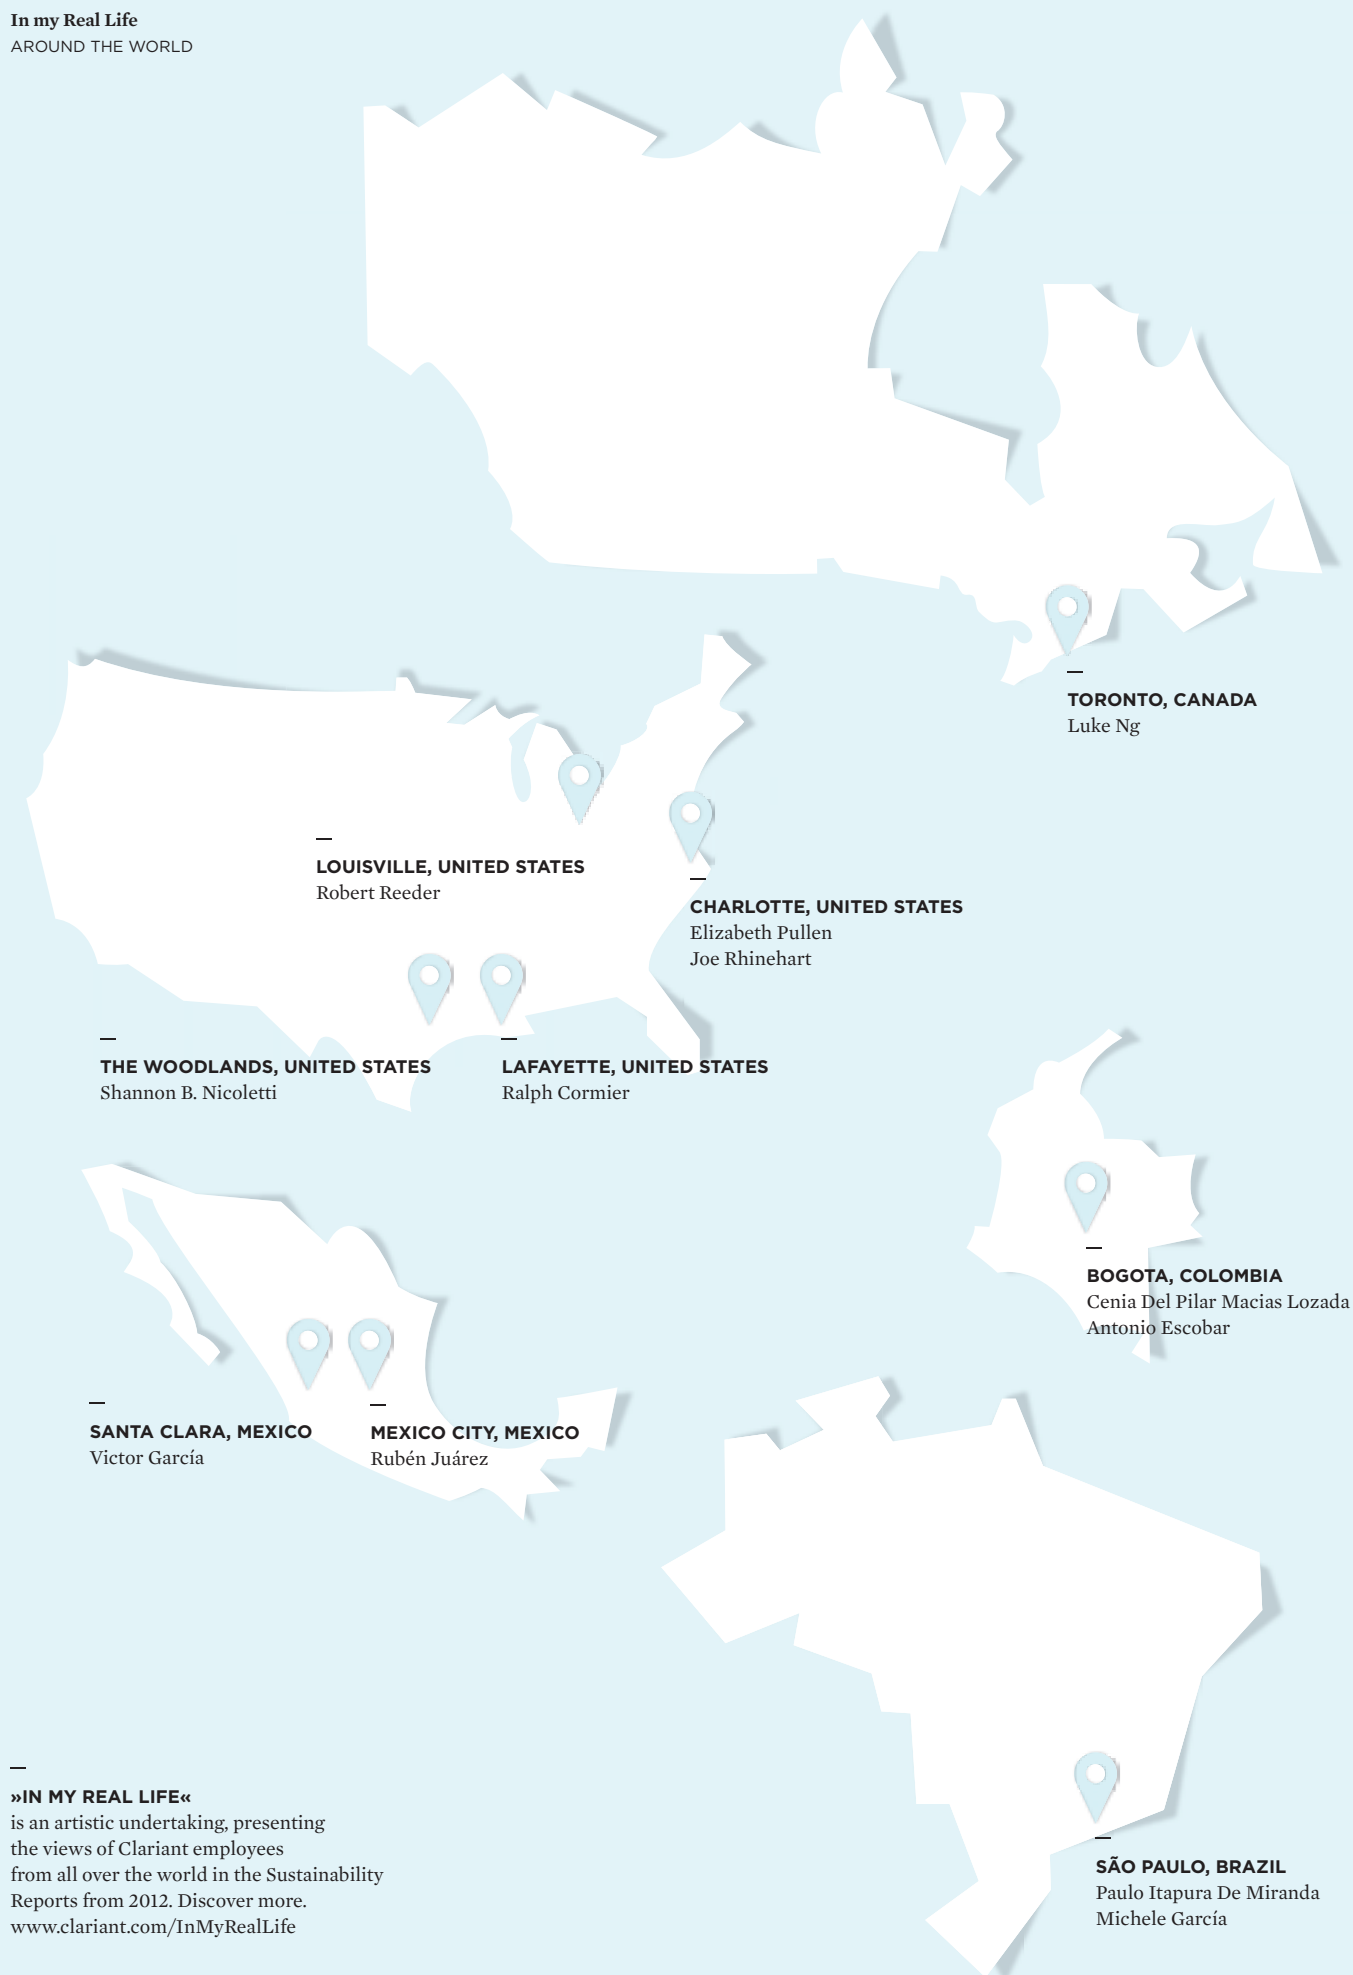 In my Real Life
AROUND THE WORLD
TORONTO, CANADA
Luke Ng
LOUISVILLE, UNITED STATES
Robert Reeder
CHARLOTTE, UNITED STATES
Elizabeth Pullen
Joe Rhinehart
THE WOODLANDS, UNITED STATES
Shannon B. Nicoletti
LAFAYETTE, UNITED STATES
Ralph Cormier
BOGOTA, COLOMBIA
Cenia Del Pilar Macias Lozada
Antonio Escobar
SANTA CLARA, MEXICO
Victor García
MEXICO CITY, MEXICO
Rubén Juárez
SÃO PAULO, BRAZIL
Paulo Itapura De Miranda
Michele García
»IN MY REAL LIFE«
is an artistic undertaking, presenting
the views of Clariant employees
from all over the world in the Sustainability
Reports from 2012. Discover more.
www.clariant.com/InMyRealLife